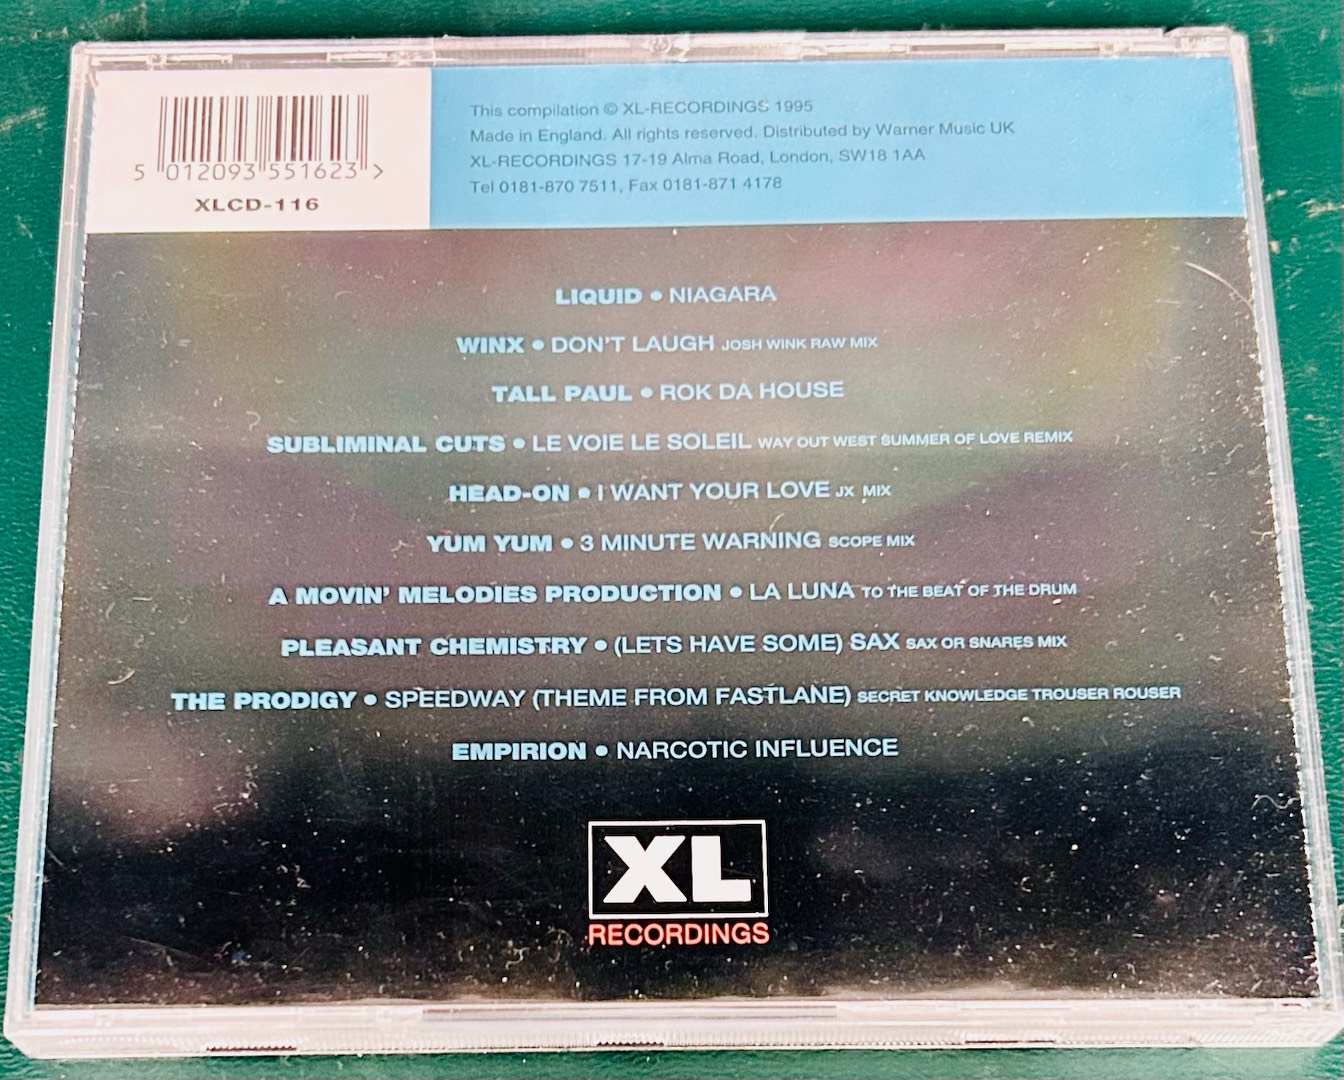 5 012093 551623 >
XLCD-116
This compilation © XL-RECORDINGS 1995
Made in England. All rights reserved. Distributed by Warner Music UK
XL-RECORDINGS 17-19 Alma Road, London, SW18 1AA
Tel 0181-870 7511, Fax 0181-871 4178
LIQUID • NIAGARA
WINX • DON'T LAUGH JOSH WINK RAW MIX
TALL PAUL • ROK DA HOUSE
SUBLIMINAL CUTS • LE VOIE LE SOLEIL WAY OUT WEST SUMMER OF LOVE REMIX
HEAD-ON • I WANT YOUR LOVE JX MIX
YUM YUM • 3 MINUTE WARNING SCOPE MIX
A MOVIN' MELODIES PRODUCTION • LA LUNA TO THE BEAT OF THE DRUM
PLEASANT CHEMISTRY • (LETS HAVE SOME) SAX SAX OR SNARES MIX
THE PRODIGY • SPEEDWAY (THEME FROM FASTLANE) SECRET KNOWLEDGE TROUSER ROUSER
EMPIRION • NARCOTIC INFLUENCE
XL
RECORDINGS